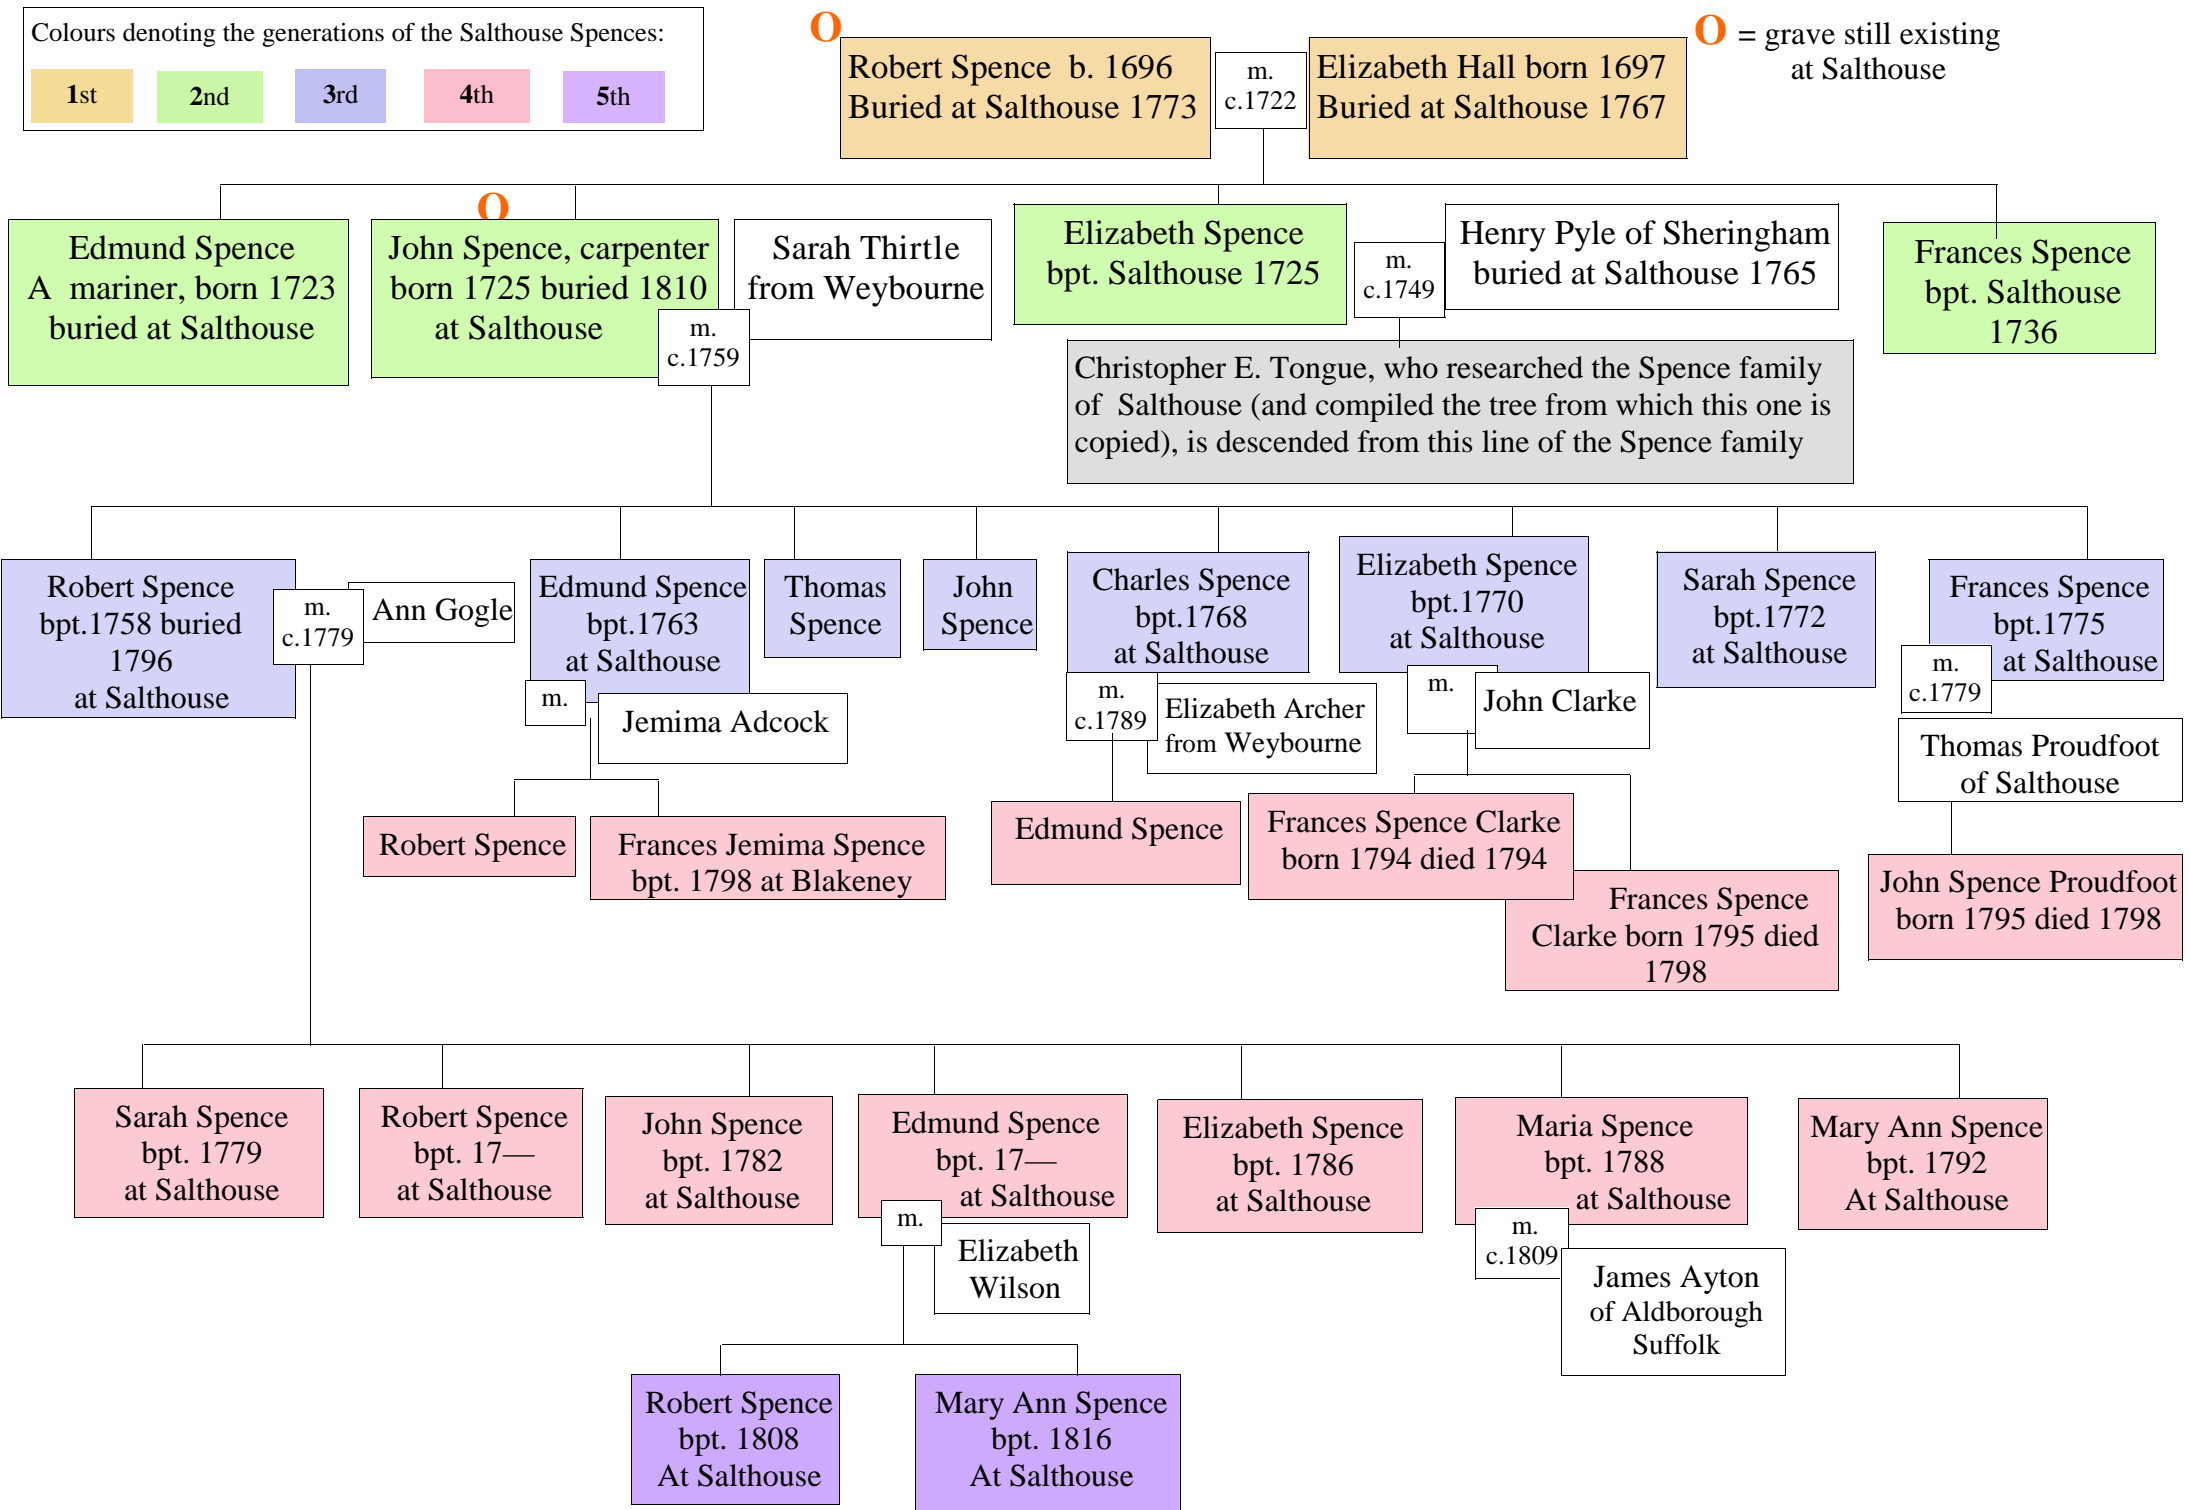 Colours denoting the generations of the Salthouse Spences:
1st
2nd
3rd
4th
5th
O
Robert Spence b. 1696
Buried at Salthouse 1773
m.
c.1722
Elizabeth Hall born 1697
Buried at Salthouse 1767
O = grave still existing
at Salthouse
Edmund Spence
A mariner, born 1723
buried at Salthouse
O
John Spence, carpenter
born 1725 buried 1810
at Salthouse
m.
c.1759
Sarah Thirtle
from Weybourne
Elizabeth Spence
bpt. Salthouse 1725
m.
c.1749
Henry Pyle of Sheringham
buried at Salthouse 1765
Frances Spence
bpt. Salthouse
1736
Christopher E. Tongue, who researched the Spence family
of Salthouse (and compiled the tree from which this one is
copied), is descended from this line of the Spence family
Robert Spence
bpt.1758 buried
1796
at Salthouse
m.
c.1779
Ann Gogle
Edmund Spence
bpt.1763
at Salthouse
m.
Jemima Adcock
Thomas
Spence
John
Spence
Charles Spence
bpt.1768
at Salthouse
m.
c.1789
Elizabeth Archer
from Weybourne
Elizabeth Spence
bpt.1770
at Salthouse
m.
John Clarke
Sarah Spence
bpt.1772
at Salthouse
Frances Spence
bpt.1775
at Salthouse
m.
c.1779
Thomas Proudfoot
of Salthouse
Robert Spence
Frances Jemima Spence
bpt. 1798 at Blakeney
Edmund Spence
Frances Spence Clarke
born 1794 died 1794
Frances Spence
Clarke born 1795 died
1798
John Spence Proudfoot
born 1795 died 1798
Sarah Spence
bpt. 1779
at Salthouse
Robert Spence
bpt. 17—
at Salthouse
John Spence
bpt. 1782
at Salthouse
Edmund Spence
bpt. 17—
at Salthouse
m.
Elizabeth
Wilson
Elizabeth Spence
bpt. 1786
at Salthouse
Maria Spence
bpt. 1788
at Salthouse
m.
c.1809
James Ayton
of Aldborough
Suffolk
Mary Ann Spence
bpt. 1792
At Salthouse
Robert Spence
bpt. 1808
At Salthouse
Mary Ann Spence
bpt. 1816
At Salthouse